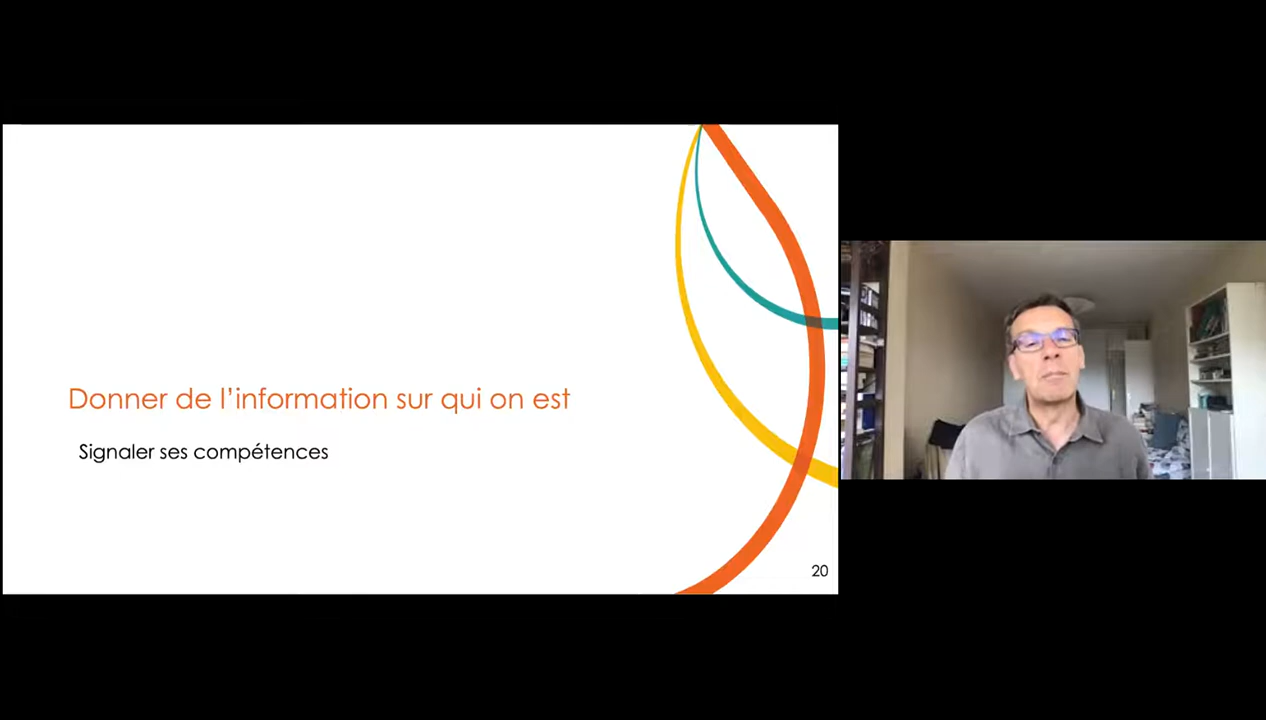 Donner de l’information sur qui on est
Signaler ses compétences
20